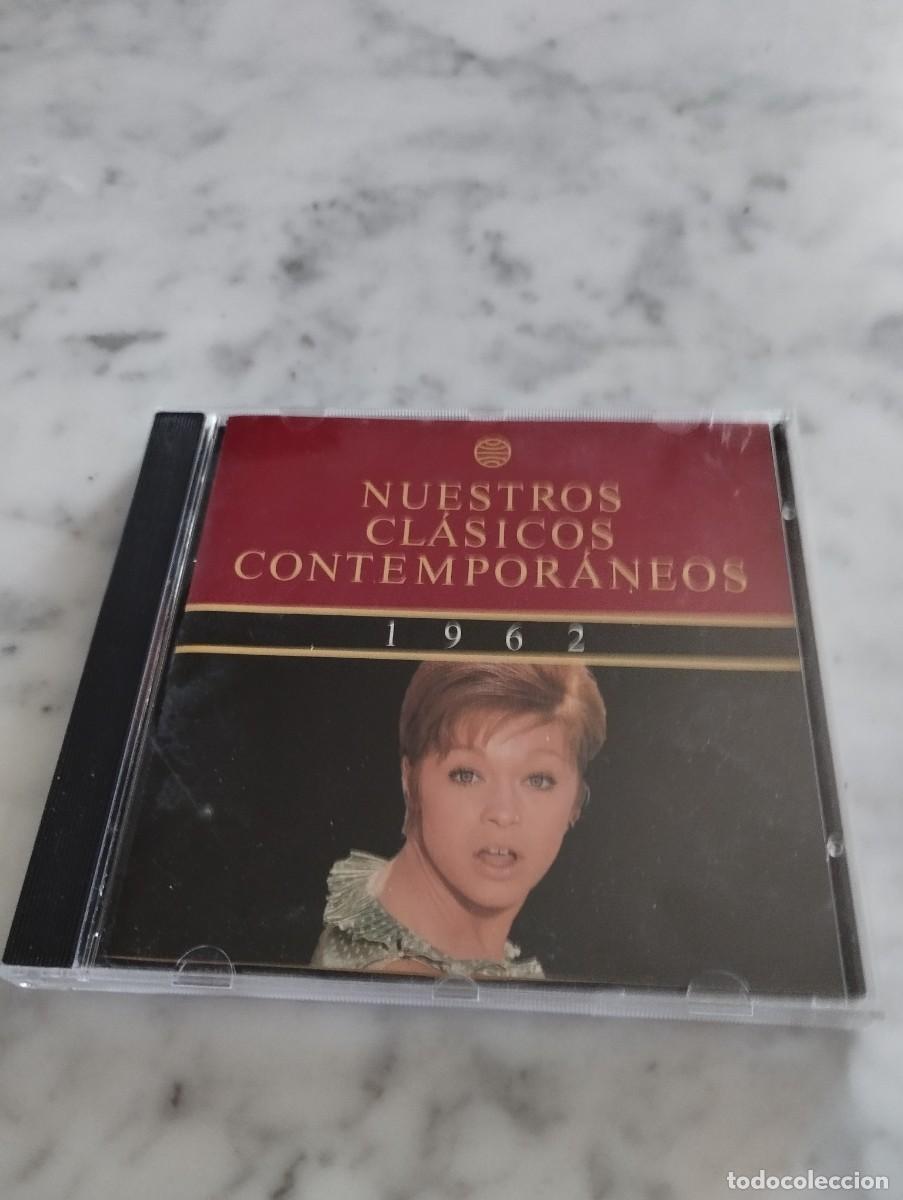 NUESTROS
CLÁSICOS
CONTEMPORÁNEOS
1962
todocoleccion